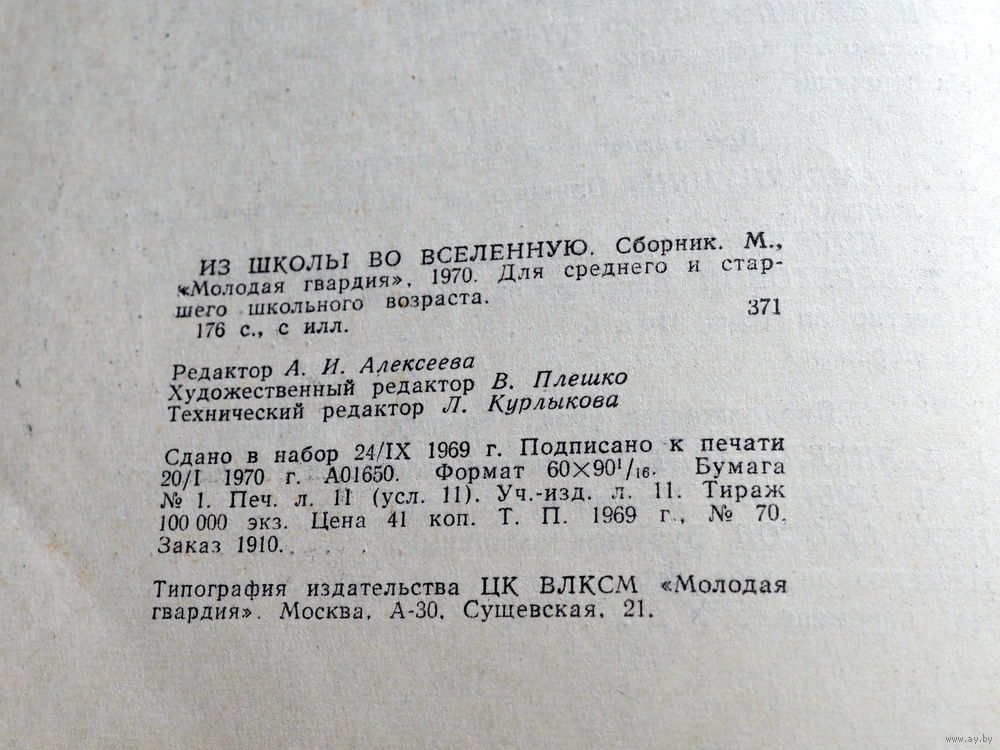 ИЗ ШКОЛЫ ВО ВСЕЛЕННУЮ. Сборник. М.,
«Молодая гвардия», 1970. Для среднего и стар-
шего школьного возраста.
176 с., с илл.
371
Редактор А. И. Алексеева
Художественный редактор В. Плешко
Технический редактор Л. Курлыкова
Сдано в набор 24/IX 1969 г. Подписано к печати
20/I 1970 г. А01650. Формат 60×90¹/₁₆. Бумага
№ 1. Печ. л. 11 (усл. 11). Уч.-изд. л. 11. Тираж
100 000 экз. Цена 41 коп. Т. П. 1969 г., № 70.
Заказ 1910.
Типография издательства ЦК ВЛКСМ «Молодая
гвардия». Москва, А-30, Сущевская, 21.
www.ay.by